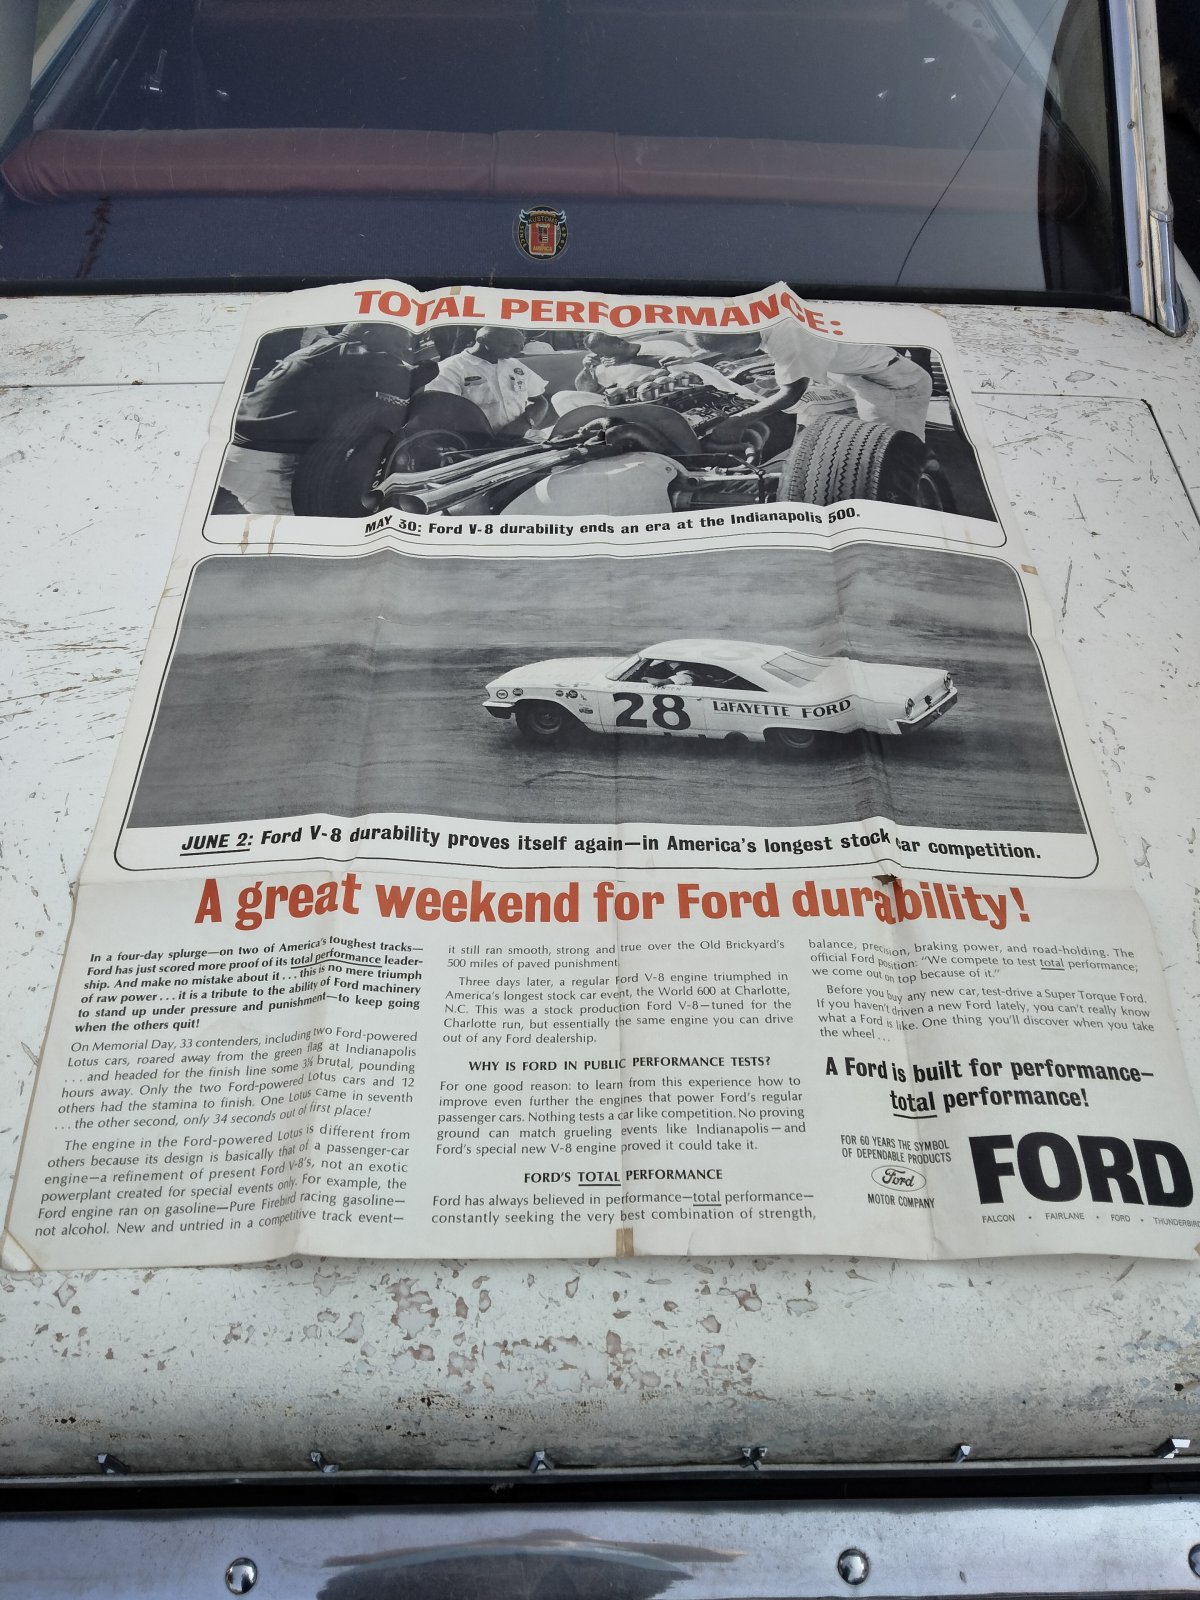 KUSTOMS
AMERICA
TOTAL PERFORMANCE:
MAY 30: Ford V-8 durability ends an era at the Indianapolis 500.
28
LaFAYETTE FORD
JUNE 2: Ford V-8 durability proves itself again—in America's longest stock car competition.
A great weekend for Ford durability!
In a four-day splurge—on two of America's toughest tracks—
Ford has just scored more proof of its total performance leader-
ship. And make no mistake about it . . . this is no mere triumph
of raw power . . . it is a tribute to the ability of Ford machinery
to stand up under pressure and punishment—to keep going
when the others quit!
On Memorial Day, 33 contenders, including two Ford-powered
Lotus cars, roared away from the green flag at Indianapolis
. . . and headed for the finish line some 3½ brutal, pounding
hours away. Only the two Ford-powered Lotus cars and 12
others had the stamina to finish. One Lotus came in seventh
. . . the other second, only 34 seconds out of first place!
The engine in the Ford-powered Lotus is different from
others because its design is basically that of a passenger-car
engine—a refinement of present Ford V-8's, not an exotic
powerplant created for special events only. For example, the
Ford engine ran on gasoline—Pure Firebird racing gasoline—
not alcohol. New and untried in a competitive track event—
it still ran smooth, strong and true over the Old Brickyard's
500 miles of paved punishment.
Three days later, a regular Ford V-8 engine triumphed in
America's longest stock car event, the World 600 at Charlotte,
N.C. This was a stock production Ford V-8—tuned for the
Charlotte run, but essentially the same engine you can drive
out of any Ford dealership.
WHY IS FORD IN PUBLIC PERFORMANCE TESTS?
For one good reason: to learn from this experience how to
improve even further the engines that power Ford's regular
passenger cars. Nothing tests a car like competition. No proving
ground can match grueling events like Indianapolis—and
Ford's special new V-8 engine proved it could take it.
FORD'S TOTAL PERFORMANCE
Ford has always believed in performance—total performance—
constantly seeking the very best combination of strength,
balance, precision, braking power, and road-holding. The
official Ford position: "We compete to test total performance;
we come out on top because of it."
Before you buy any new car, test-drive a Super Torque Ford.
If you haven't driven a new Ford lately, you can't really know
what a Ford is like. One thing you'll discover when you take
the wheel . . .
A Ford is built for performance—
total performance!
FOR 60 YEARS THE SYMBOL
OF DEPENDABLE PRODUCTS
Ford
MOTOR COMPANY
FORD
FALCON • FAIRLANE • FORD • THUNDERBIRD